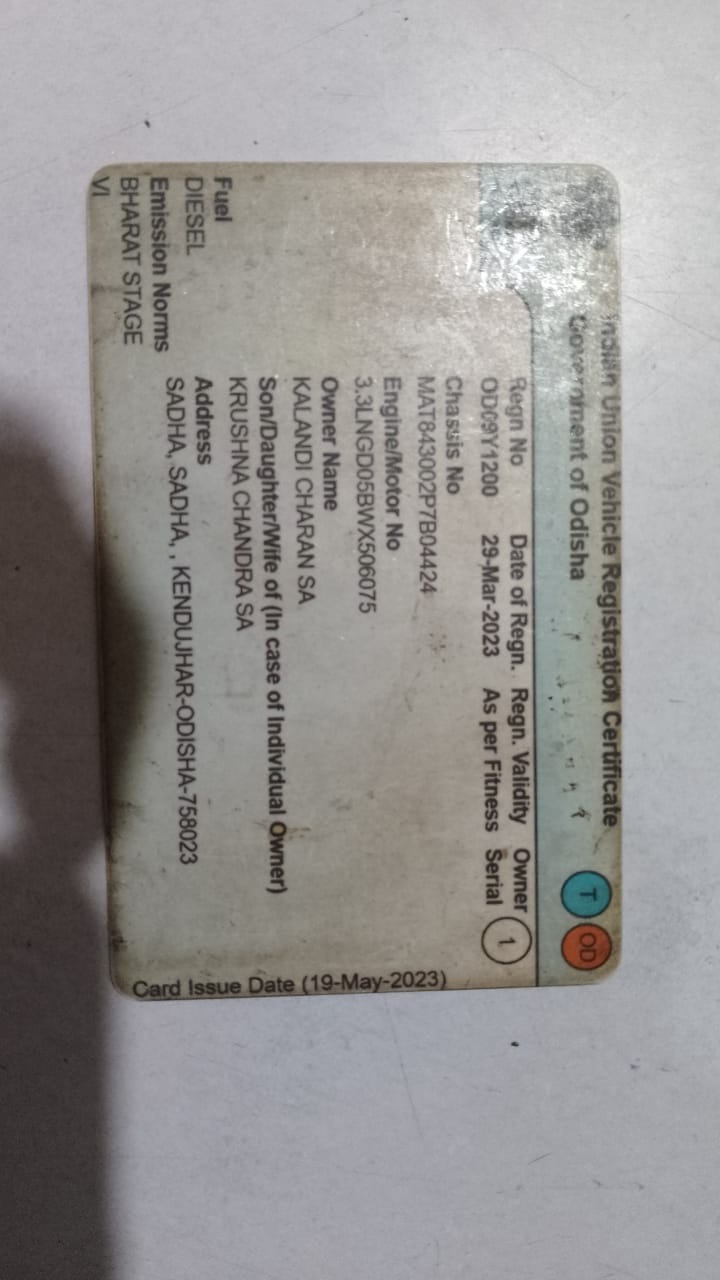 Indian Union Vehicle Registration Certificate
Government of Odisha
T OD
Regn No Date of Regn. Regn. Validity Owner
OD09Y1200 29-Mar-2023 As per Fitness Serial 1
Chassis No
MAT843002P7B04424
Engine/Motor No
3.3LNGD05BWX506075
Owner Name
KALANDI CHARAN SA
Son/Daughter/Wife of (In case of Individual Owner)
KRUSHNA CHANDRA SA
Fuel
DIESEL
Emission Norms
BHARAT STAGE
VI
Address
SADHA, SADHA, , KENDUJHAR-ODISHA-758023
Card Issue Date (19-May-2023)